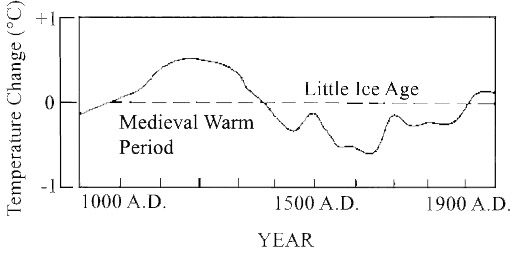 Temperature Change (°C)
+1
0
-1
Little Ice Age
Medieval Warm
Period
1000 A.D.
1500 A.D.
1900 A.D.
YEAR